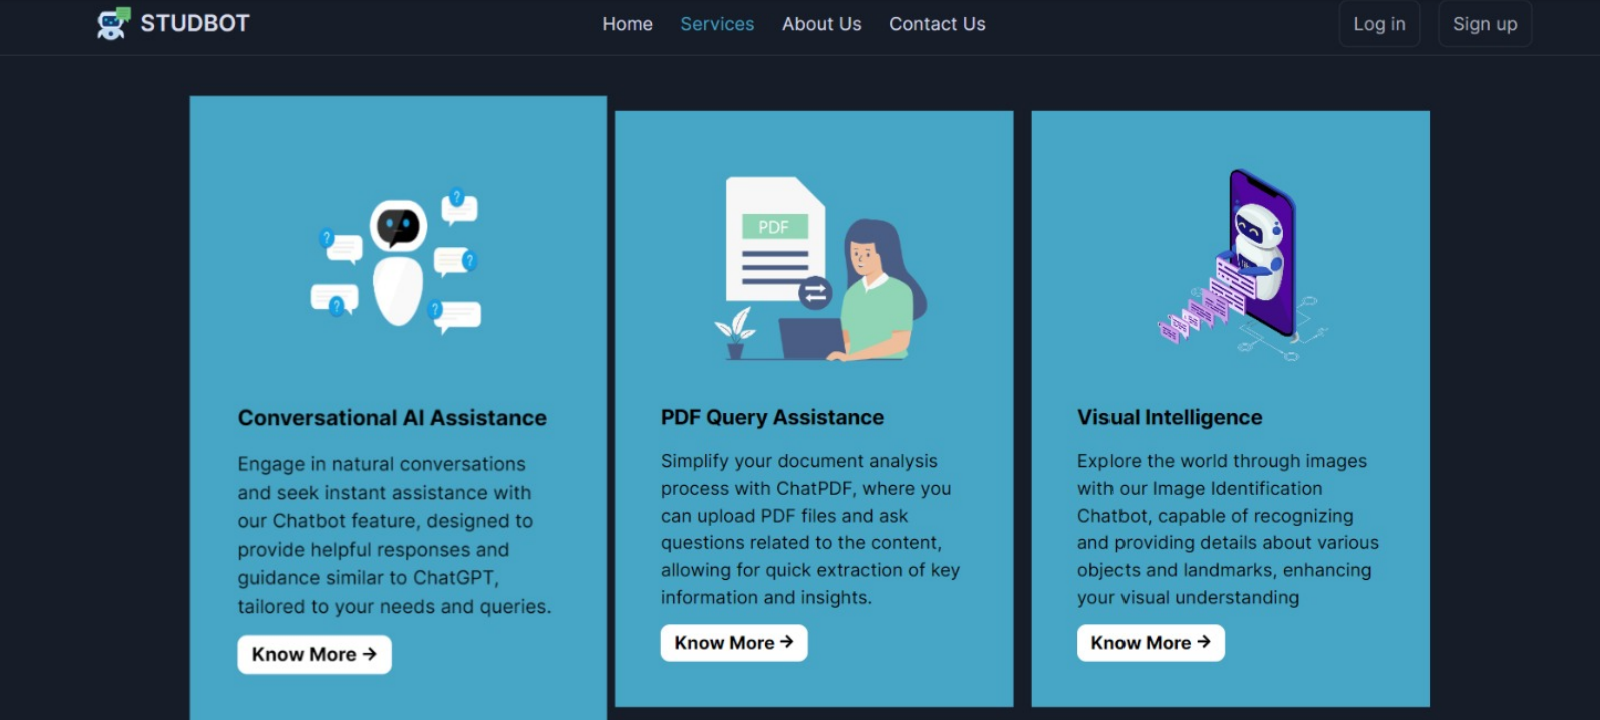 STUDBOT
Home Services About Us Contact Us
Log in Sign up
?
?
?
?
?
PDF
Conversational AI Assistance
Engage in natural conversations
and seek instant assistance with
our Chatbot feature, designed to
provide helpful responses and
guidance similar to ChatGPT,
tailored to your needs and queries.
Know More →
PDF Query Assistance
Simplify your document analysis
process with ChatPDF, where you
can upload PDF files and ask
questions related to the content,
allowing for quick extraction of key
information and insights.
Know More →
Visual Intelligence
Explore the world through images
with our Image Identification
Chatbot, capable of recognizing
and providing details about various
objects and landmarks, enhancing
your visual understanding
Know More →